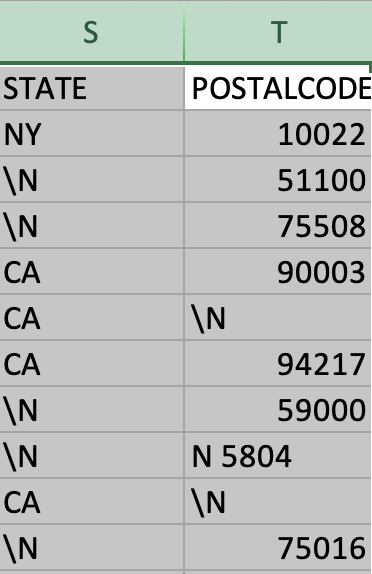 S T
STATE POSTALCODE
NY 10022
\N 51100
\N 75508
CA 90003
CA \N
CA 94217
\N 59000
\N N 5804
CA \N
\N 75016